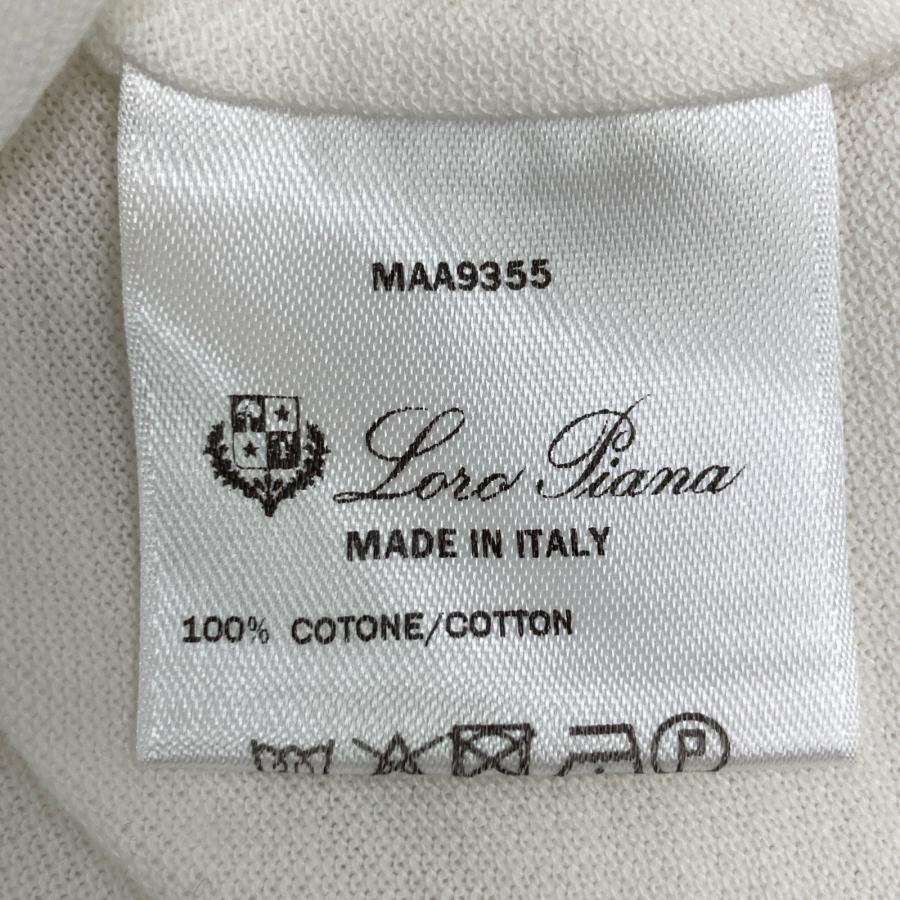 MAA9355
Loro Piana
MADE IN ITALY
100% COTONE/COTTON
P